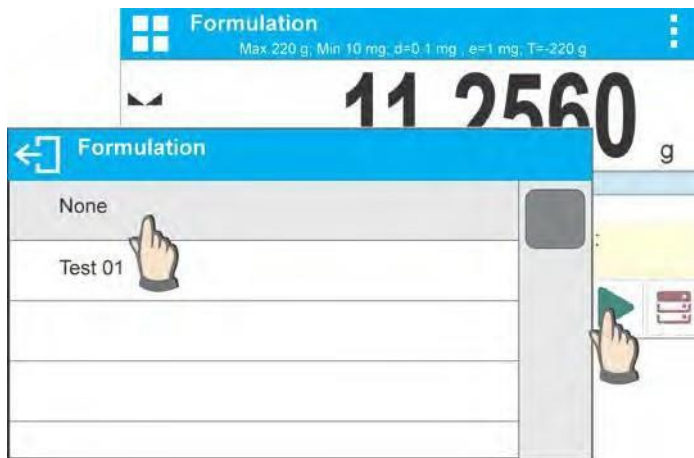 Formulation
Max 220 g; Min 10 mg; d=0.1 mg , e=1 mg; T=-220 g
11.2560
g
Formulation
None
Test 01
: